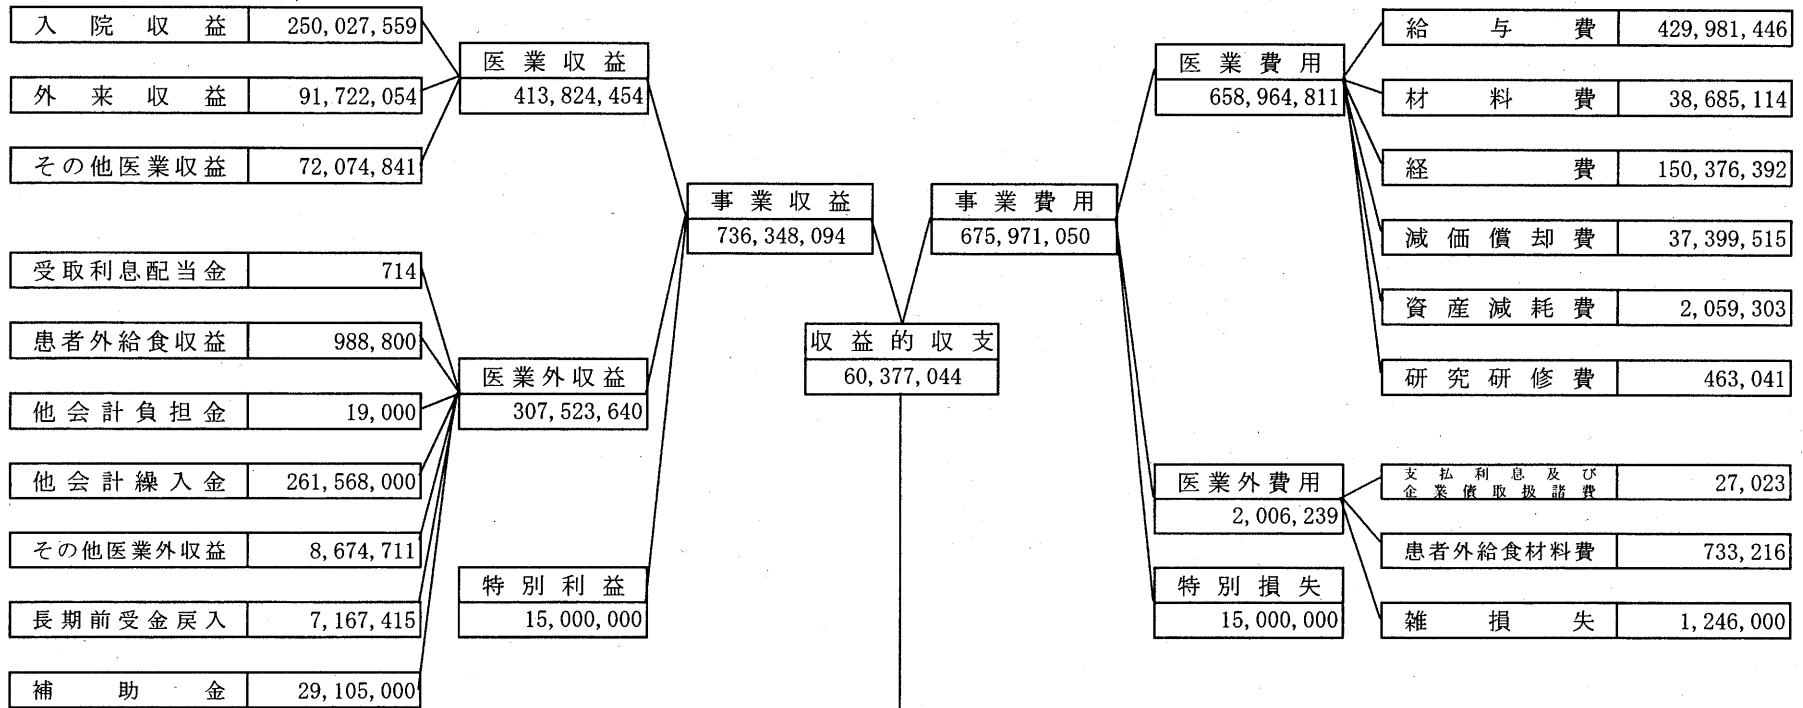 入院収益 250,027,559
外来収益 91,722,054
その他医業収益 72,074,841
医業収益
413,824,454
受取利息配当金 714
患者外給食収益 988,800
他会計負担金 19,000
他会計繰入金 261,568,000
その他医業外収益 8,674,711
長期前受金戻入 7,167,415
補助金 29,105,000
医業外収益
307,523,640
特別利益
15,000,000
事業収益
736,348,094
収益的収支
60,377,044
事業費用
675,971,050
医業費用
658,964,811
給与費 429,981,446
材料費 38,685,114
経費 150,376,392
減価償却費 37,399,515
資産減耗費 2,059,303
研究研修費 463,041
医業外費用
2,006,239
支払利息及び
企業債取扱諸費 27,023
患者外給食材料費 733,216
雑損失 1,246,000
特別損失
15,000,000